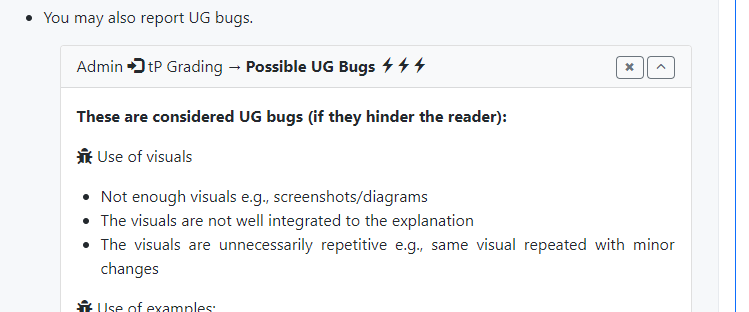 You may also report UG bugs.
Admin tP Grading → Possible UG Bugs
These are considered UG bugs (if they hinder the reader):
Use of visuals
Not enough visuals e.g., screenshots/diagrams
The visuals are not well integrated to the explanation
The visuals are unnecessarily repetitive e.g., same visual repeated with minor
changes
Use of examples: